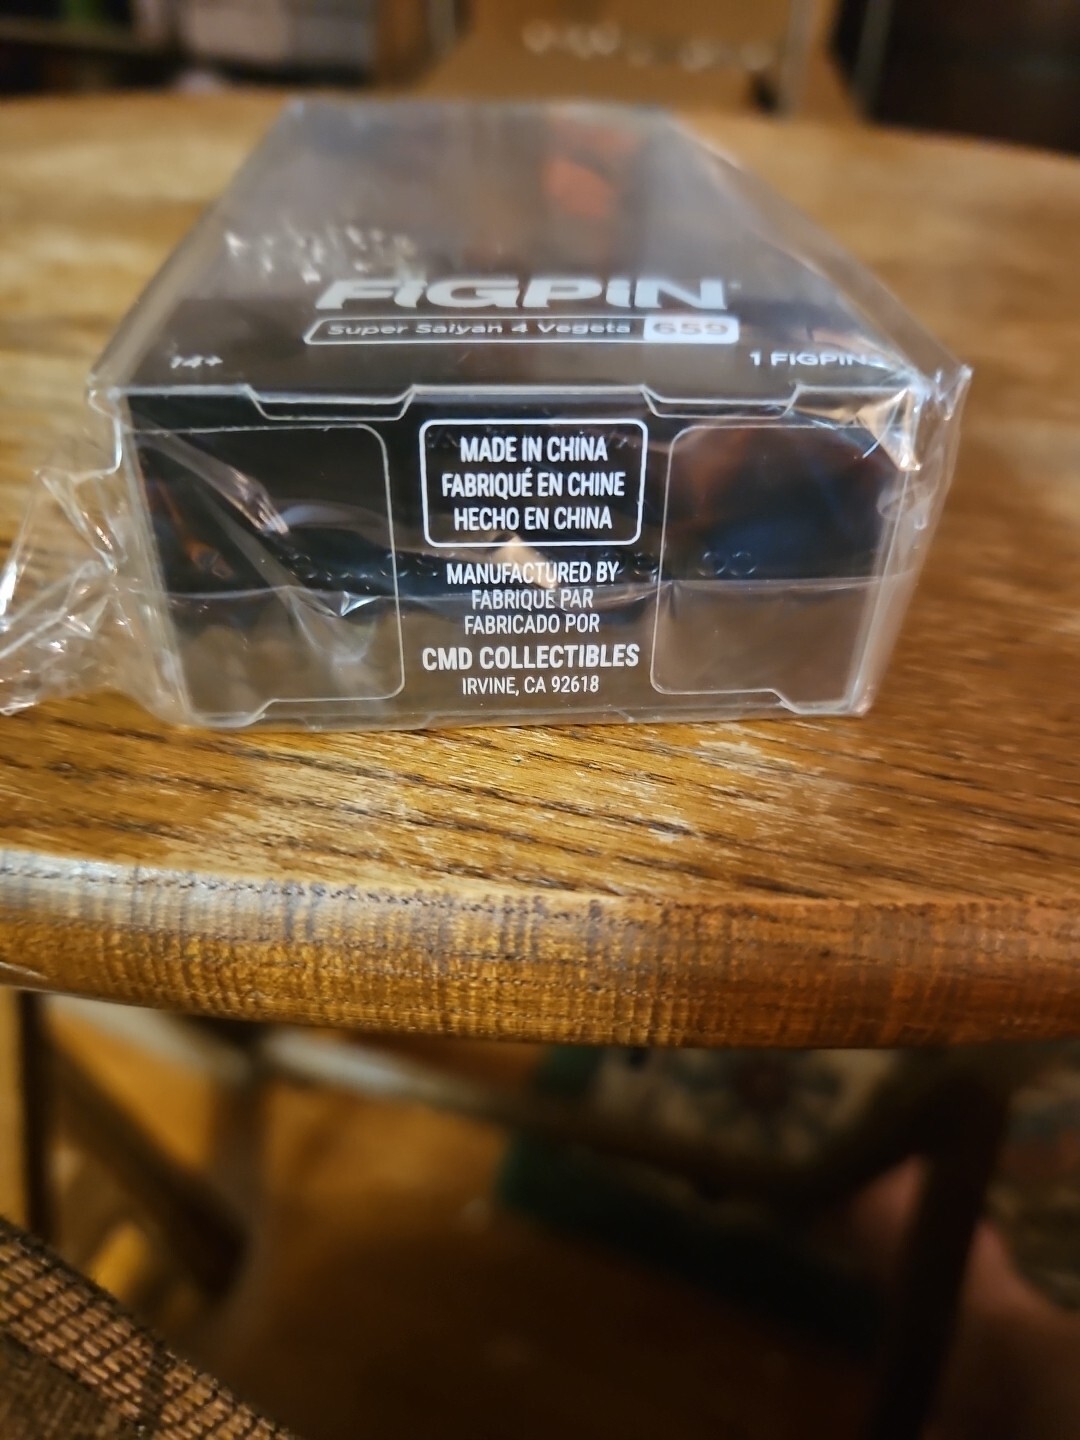 FiGPiN
Super Saiyan 4 Vegeta 659
14+
1 FIGPIN
MADE IN CHINA
FABRIQUÉ EN CHINE
HECHO EN CHINA
MANUFACTURED BY
FABRIQUÉ PAR
FABRICADO POR
CMD COLLECTIBLES
IRVINE, CA 92618